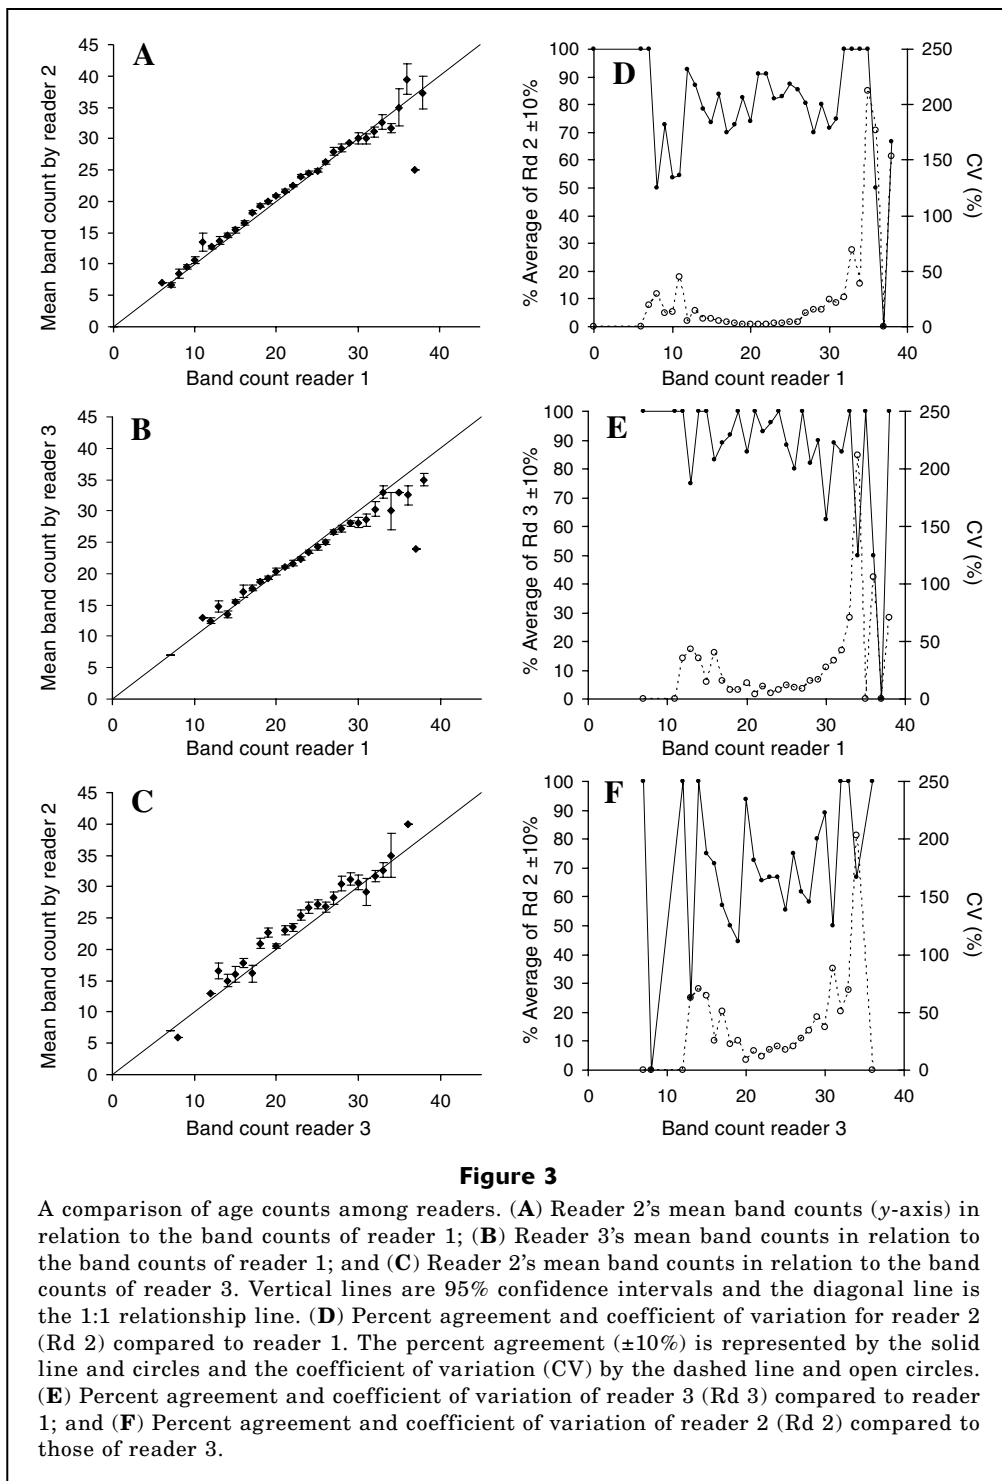 A
Mean band count by reader 2
45
40
35
30
25
20
15
10
5
0
0 10 20 30 40
Band count reader 1
D
% Average of Rd 2 ±10%
100
90
80
70
60
50
40
30
20
10
0
250
200
150
100
50
0
CV (%)
0 10 20 30 40
Band count reader 1
B
Mean band count by reader 3
45
40
35
30
25
20
15
10
5
0
0 10 20 30 40
Band count reader 1
E
% Average of Rd 3 ±10%
100
90
80
70
60
50
40
30
20
10
0
250
200
150
100
50
0
CV (%)
0 10 20 30 40
Band count reader 1
C
Mean band count by reader 2
45
40
35
30
25
20
15
10
5
0
0 10 20 30 40
Band count reader 3
F
% Average of Rd 2 ±10%
100
90
80
70
60
50
40
30
20
10
0
250
200
150
100
50
0
CV (%)
0 10 20 30 40
Band count reader 3
Figure 3
A comparison of age counts among readers. (A) Reader 2's mean band counts (y-axis) in
relation to the band counts of reader 1; (B) Reader 3's mean band counts in relation to
the band counts of reader 1; and (C) Reader 2's mean band counts in relation to the band
counts of reader 3. Vertical lines are 95% confidence intervals and the diagonal line is
the 1:1 relationship line. (D) Percent agreement and coefficient of variation for reader 2
(Rd 2) compared to reader 1. The percent agreement (±10%) is represented by the solid
line and circles and the coefficient of variation (CV) by the dashed line and open circles.
(E) Percent agreement and coefficient of variation of reader 3 (Rd 3) compared to reader
1; and (F) Percent agreement and coefficient of variation of reader 2 (Rd 2) compared to
those of reader 3.